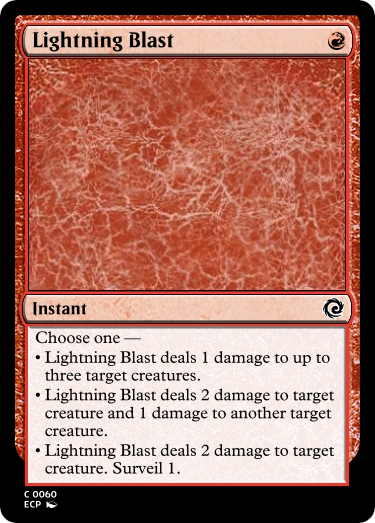 Lightning Blast
Instant
Choose one —
• Lightning Blast deals 1 damage to up to
three target creatures.
• Lightning Blast deals 2 damage to target
creature and 1 damage to another target
creature.
• Lightning Blast deals 2 damage to target
creature. Surveil 1.
C 0060
ECP